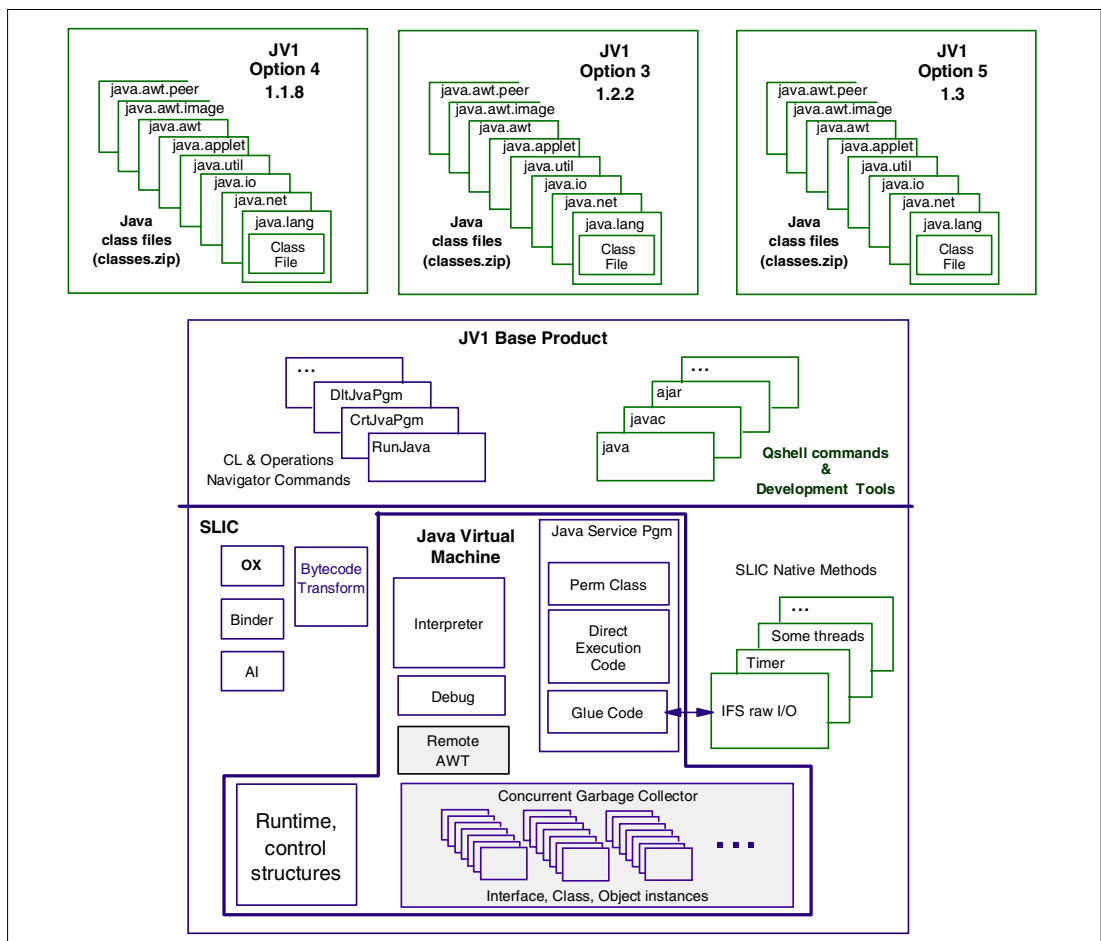 JV1
Option 4
1.1.8
java.awt.peer
java.awt.image
java.awt
java.applet
java.util
java.io
java.net
java.lang
Class
File
Java
class files
(classes.zip)
JV1
Option 3
1.2.2
java.awt.peer
java.awt.image
java.awt
java.applet
java.util
java.io
java.net
java.lang
Class
File
Java
class files
(classes.zip)
JV1
Option 5
1.3
java.awt.peer
java.awt.image
java.awt
java.applet
java.util
java.io
java.net
java.lang
Class
File
Java
class files
(classes.zip)
JV1 Base Product
...
DltJvaPgm
CrtJvaPgm
RunJava
CL & Operations
Navigator Commands
...
ajar
javac
java
Qshell commands
&
Development Tools
SLIC
OX
Binder
AI
Bytecode
Transform
Java Virtual
Machine
Interpreter
Debug
Remote
AWT
Java Service Pgm
Perm Class
Direct
Execution
Code
Glue Code
SLIC Native Methods
...
Some threads
Timer
IFS raw I/O
Runtime,
control
structures
Concurrent Garbage Collector
...
Interface, Class, Object instances